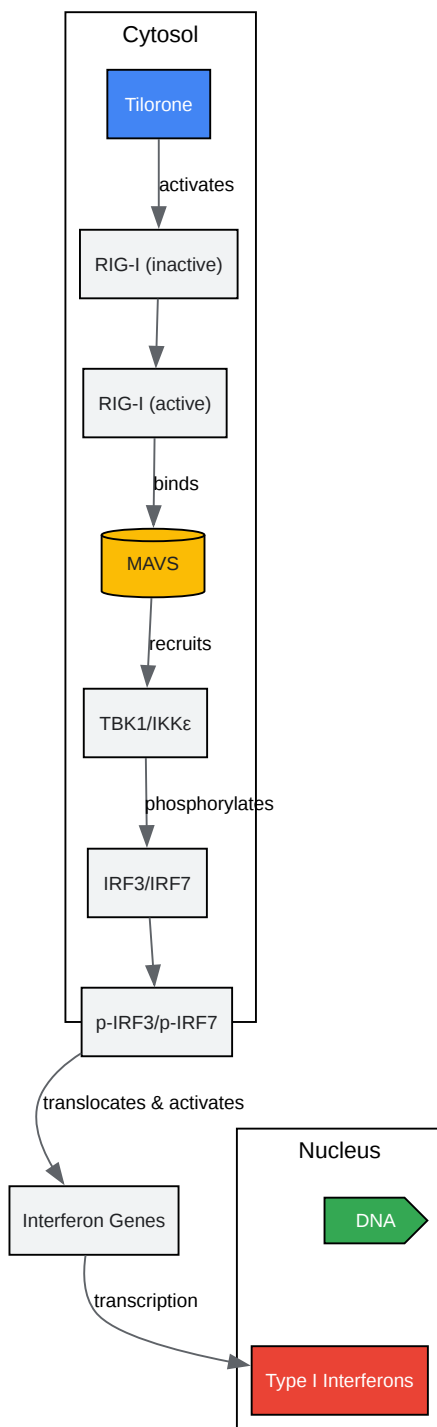 Cytosol
Tilorone
activates
RIG-I (inactive)
RIG-I (active)
binds
MAVS
recruits
TBK1/IKKε
phosphorylates
IRF3/IRF7
p-IRF3/p-IRF7
translocates & activates
Nucleus
Interferon Genes
DNA
transcription
Type I Interferons